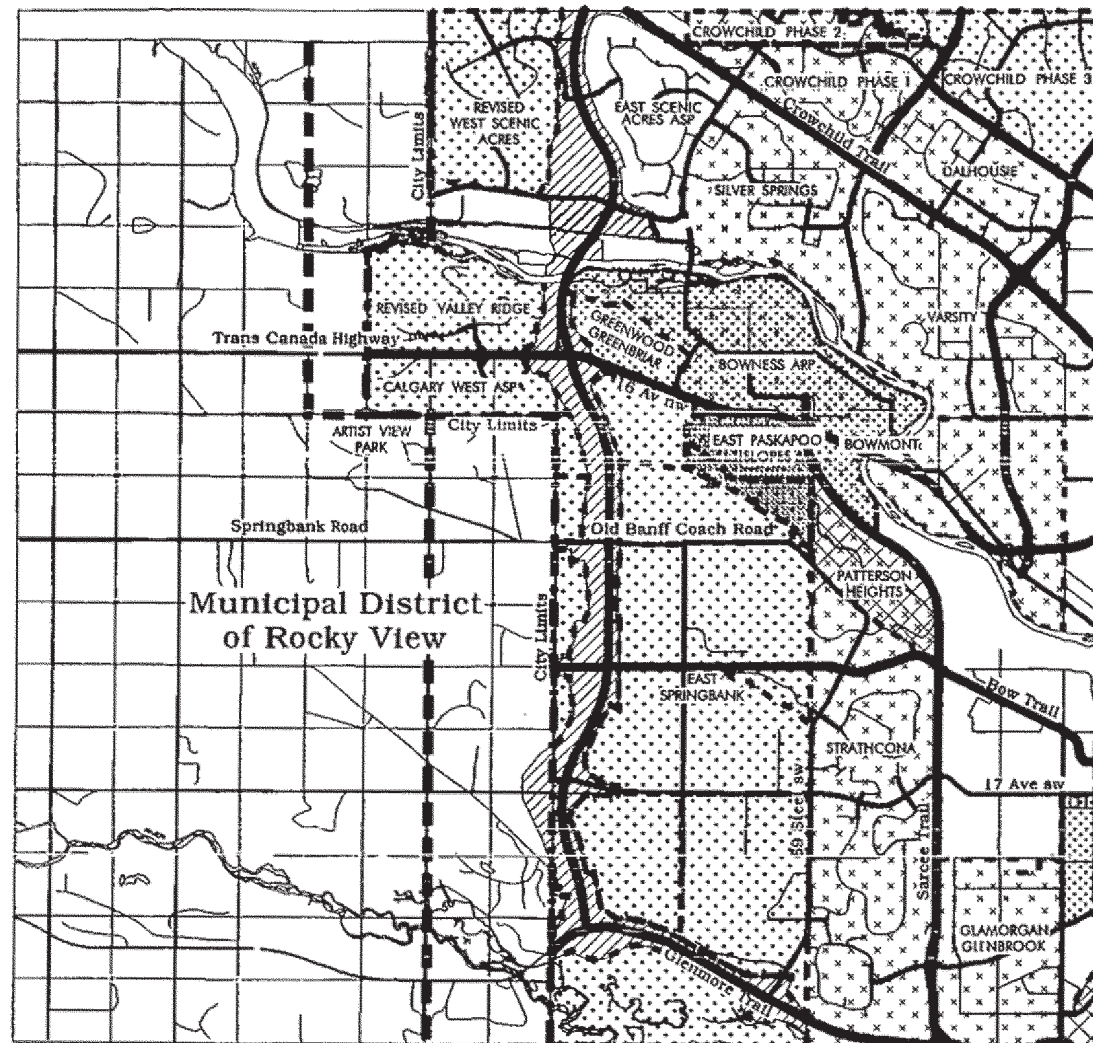 CROWCHILD PHASE 2
CROWCHILD PHASE 1
CROWCHILD PHASE 3
REVISED
WEST SCENIC
ACRES
EAST SCENIC
ACRES ASP
Crowchild Trail
City Limits
DALHOUSIE
SILVER SPRINGS
REVISED VALLEY RIDGE
GREENWOOD
GREENBRIAR
VARSITY
Trans Canada Highway
BOWNESS ARP
CALGARY WEST ASP
16 Av nw
City Limits
ARTIST VIEW
PARK
EAST PASKAPOO
SLOPES
BOWMONT
Springbank Road
Old Banff Coach Road
PATTERSON
HEIGHTS
Municipal District
of Rocky View
City Limits
EAST
SPRINGBANK
Bow Trail
STRATHCONA
17 Ave sw
Sarcee Trail
GLAMORGAN
GLENBROOK
Glenmore Trail